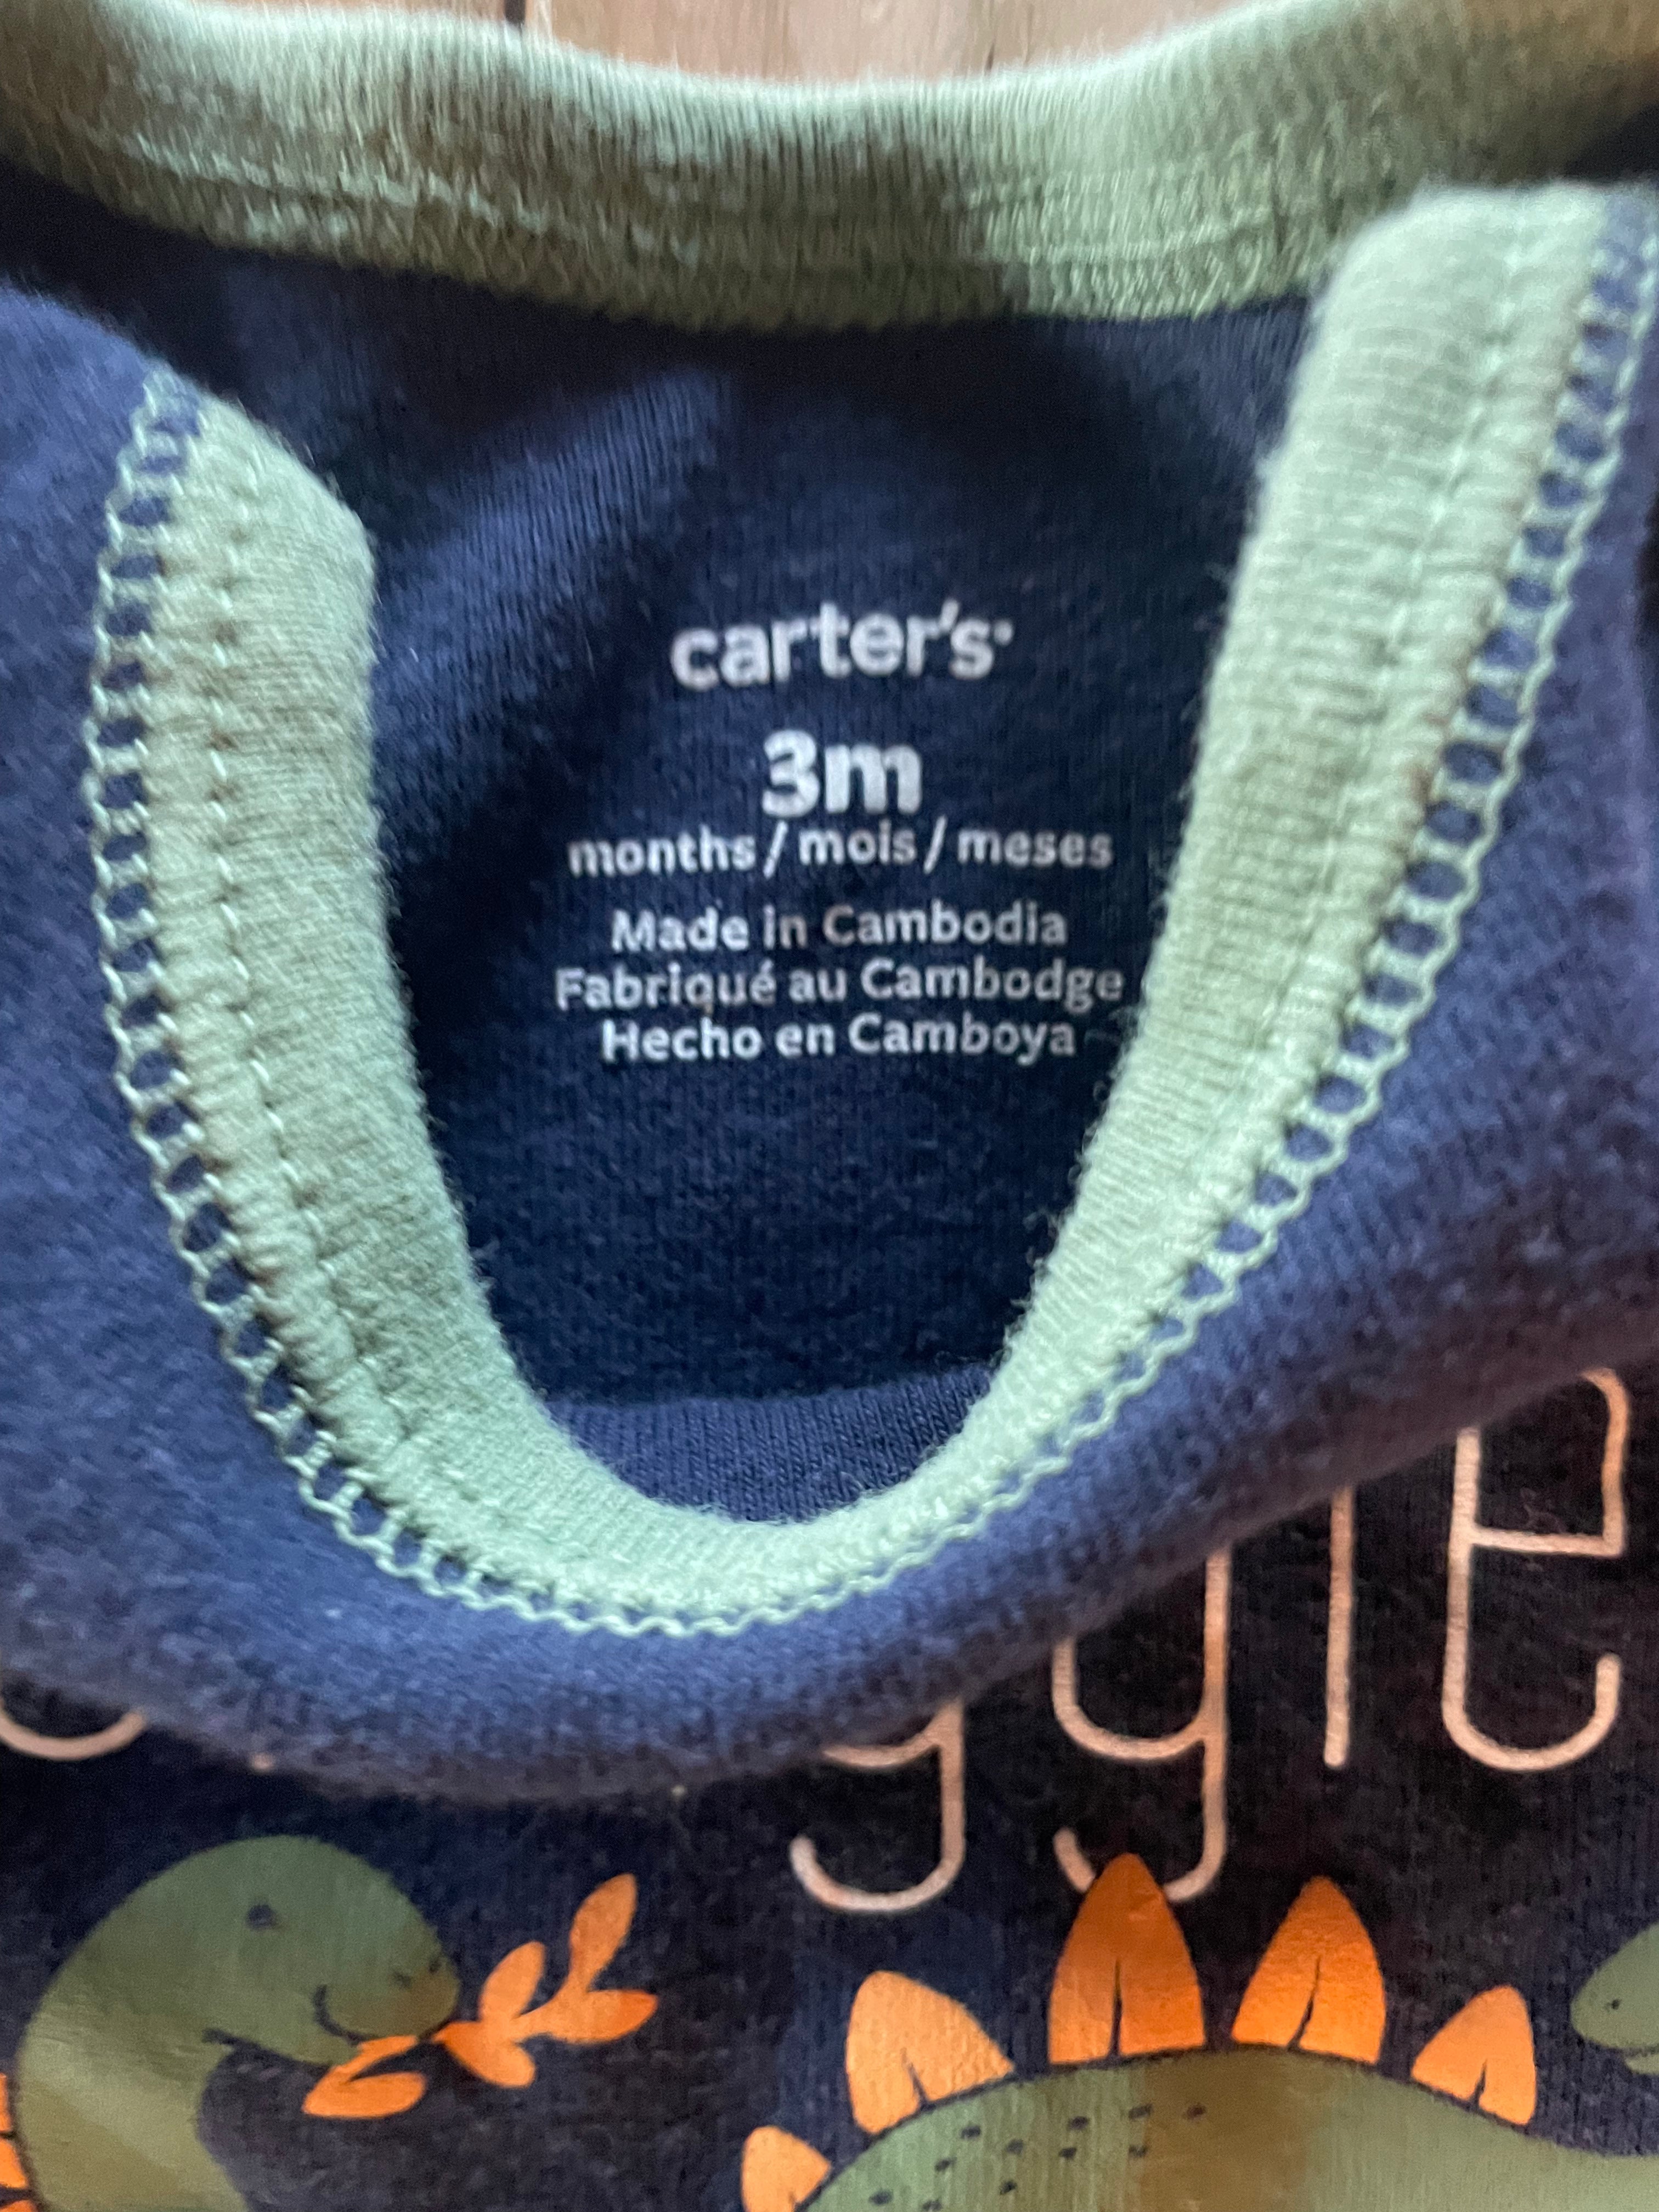 carter's
3m
months / mois / meses
Made in Cambodia
Fabriqué au Cambodge
Hecho en Camboya